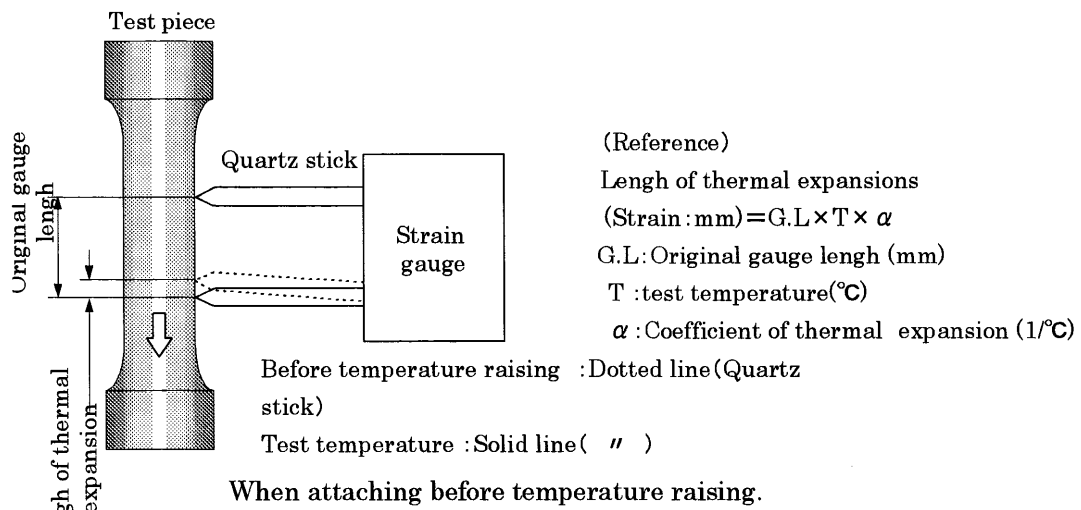 Test piece
Original gauge
lengh
Quartz stick
Strain
gauge
expansion
of thermal
(Reference)
Lengh of thermal expansions
(Strain:mm)=G.L×T×α
G.L:Original gauge lengh (mm)
T :test temperature(℃)
α:Coefficient of thermal expansion (1/℃)
Before temperature raising :Dotted line(Quartz
stick)
Test temperature :Solid line( 〃 )
When attaching before temperature raising.